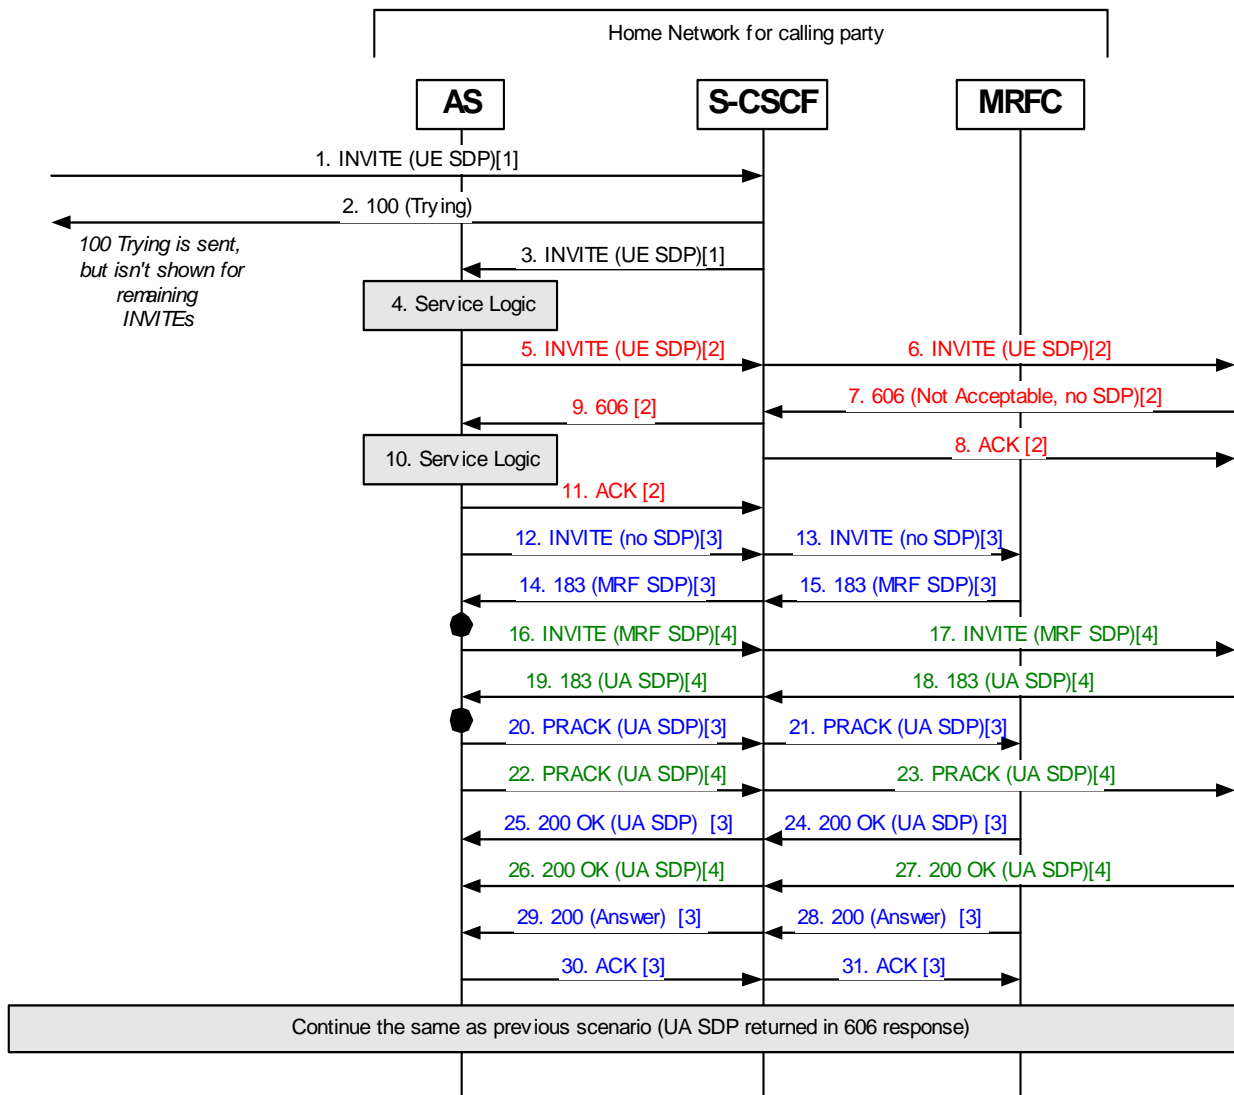 Home Network for calling party
AS
S-CSCF
MRFC
1. INVITE (UE SDP)[1]
2. 100 (Trying)
100 Trying is sent,
but isn't shown for
remaining
INVITEs
3. INVITE (UE SDP)[1]
4. Service Logic
5. INVITE (UE SDP)[2]
6. INVITE (UE SDP)[2]
7. 606 (Not Acceptable, no SDP)[2]
9. 606 [2]
10. Service Logic
8. ACK [2]
11. ACK [2]
12. INVITE (no SDP)[3]
13. INVITE (no SDP)[3]
14. 183 (MRF SDP)[3]
15. 183 (MRF SDP)[3]
16. INVITE (MRF SDP)[4]
17. INVITE (MRF SDP)[4]
19. 183 (UA SDP)[4]
18. 183 (UA SDP)[4]
20. PRACK (UA SDP)[3]
21. PRACK (UA SDP)[3]
22. PRACK (UA SDP)[4]
23. PRACK (UA SDP)[4]
25. 200 OK (UA SDP) [3]
24. 200 OK (UA SDP) [3]
26. 200 OK (UA SDP)[4]
27. 200 OK (UA SDP)[4]
29. 200 (Answer) [3]
28. 200 (Answer) [3]
30. ACK [3]
31. ACK [3]
Continue the same as previous scenario (UA SDP returned in 606 response)